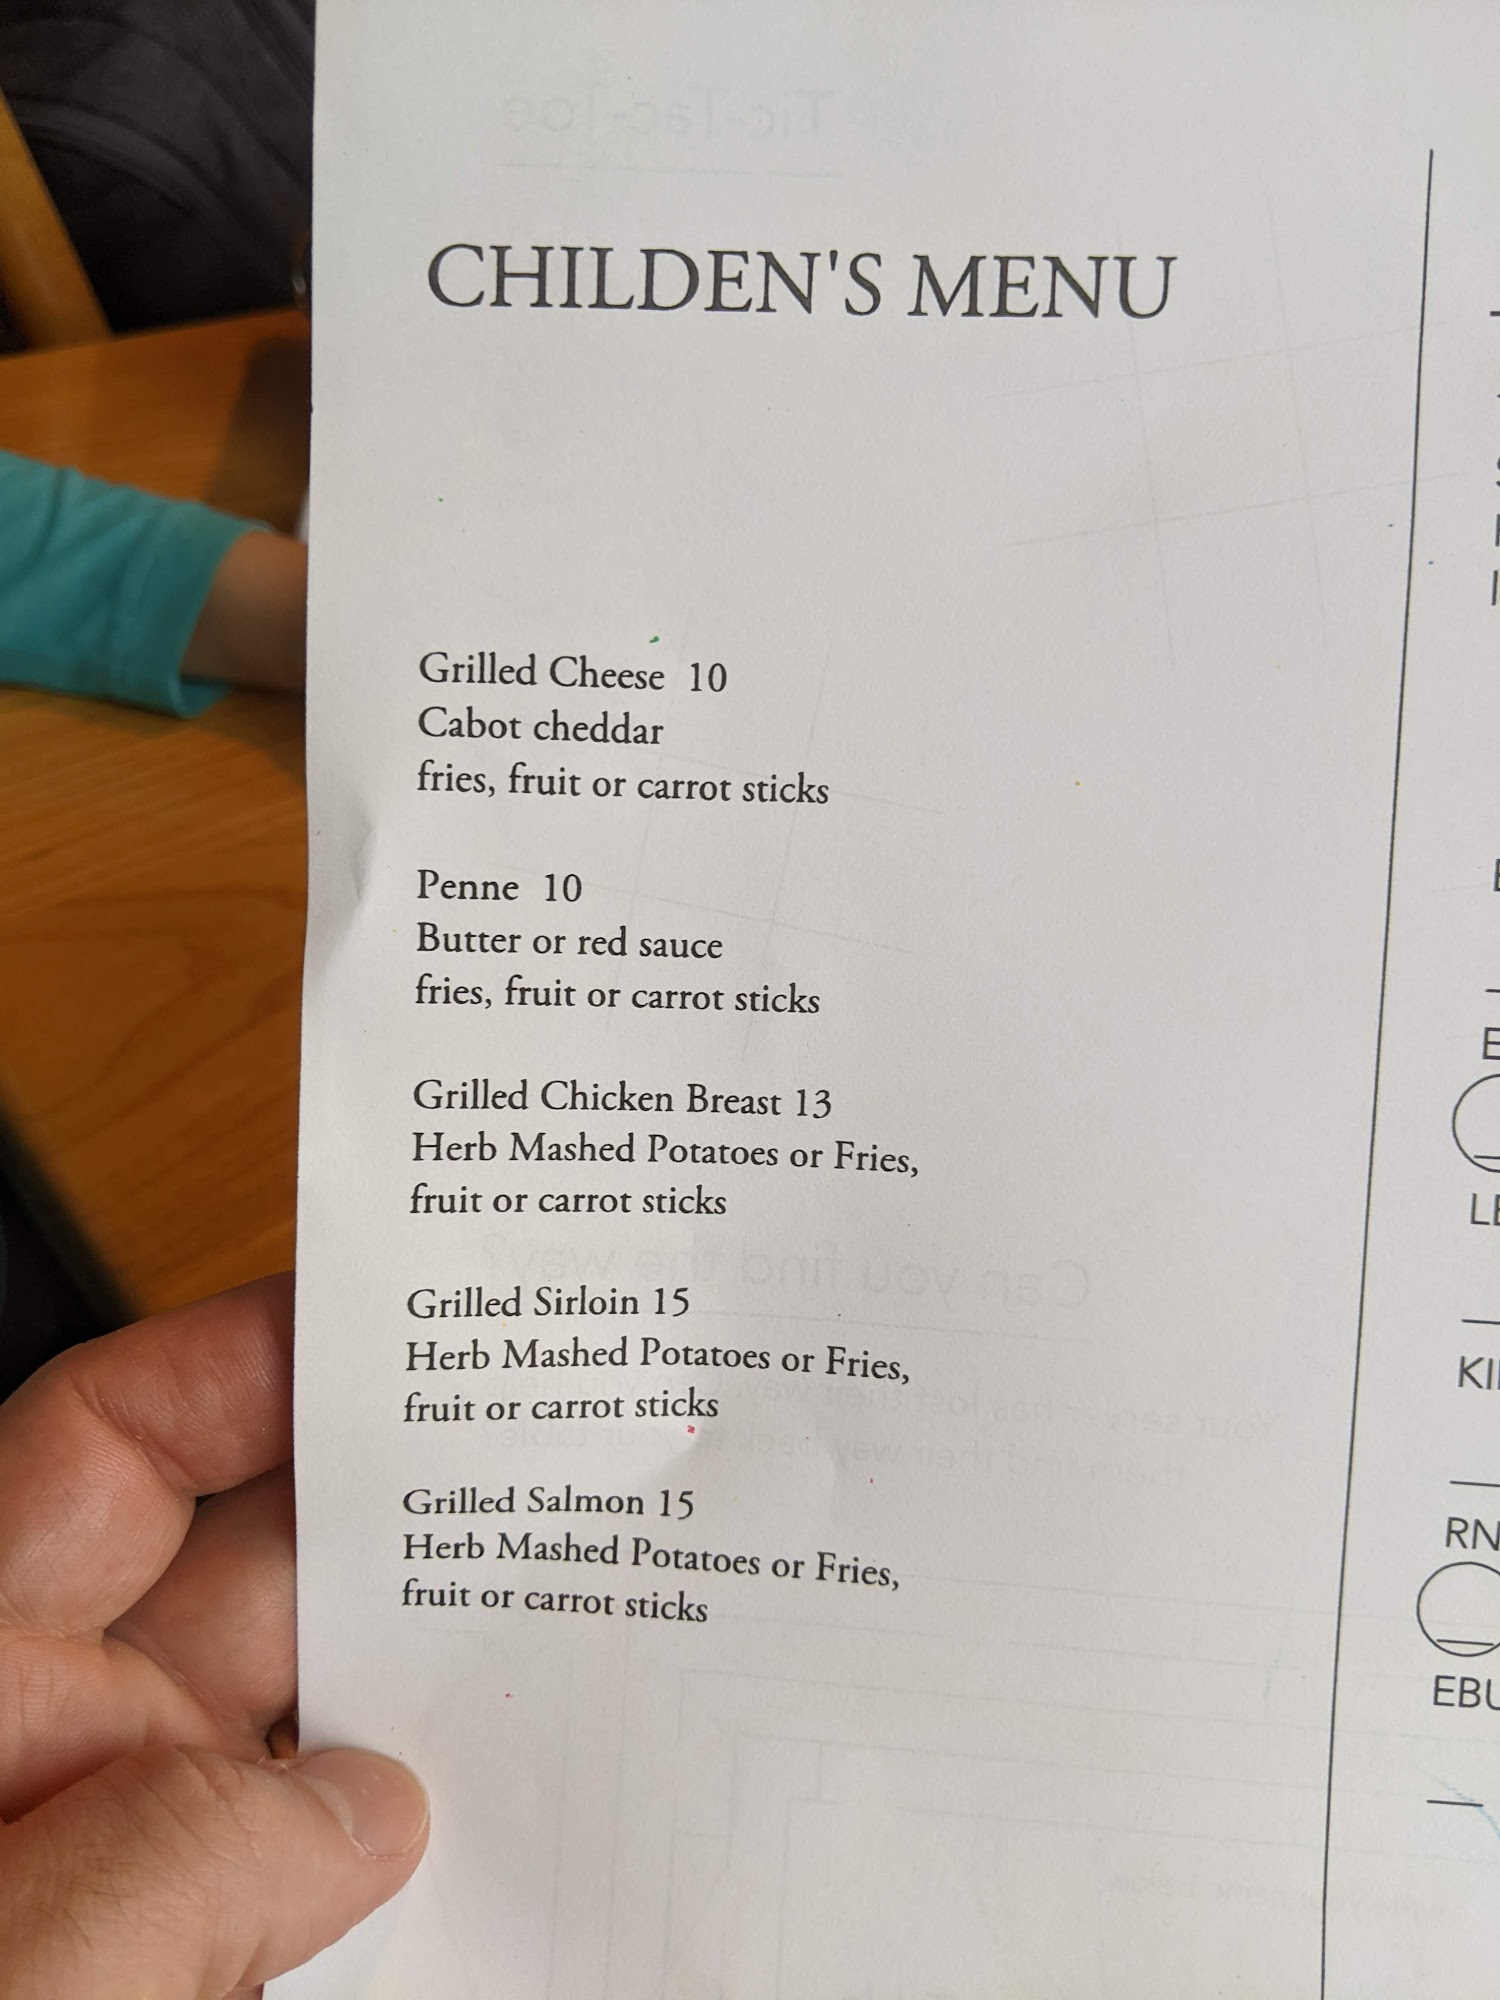 CHILDEN'S MENU
Grilled Cheese 10
Cabot cheddar
fries, fruit or carrot sticks
Penne 10
Butter or red sauce
fries, fruit or carrot sticks
Grilled Chicken Breast 13
Herb Mashed Potatoes or Fries,
fruit or carrot sticks
Grilled Sirloin 15
Herb Mashed Potatoes or Fries,
fruit or carrot sticks
Grilled Salmon 15
Herb Mashed Potatoes or Fries,
fruit or carrot sticks